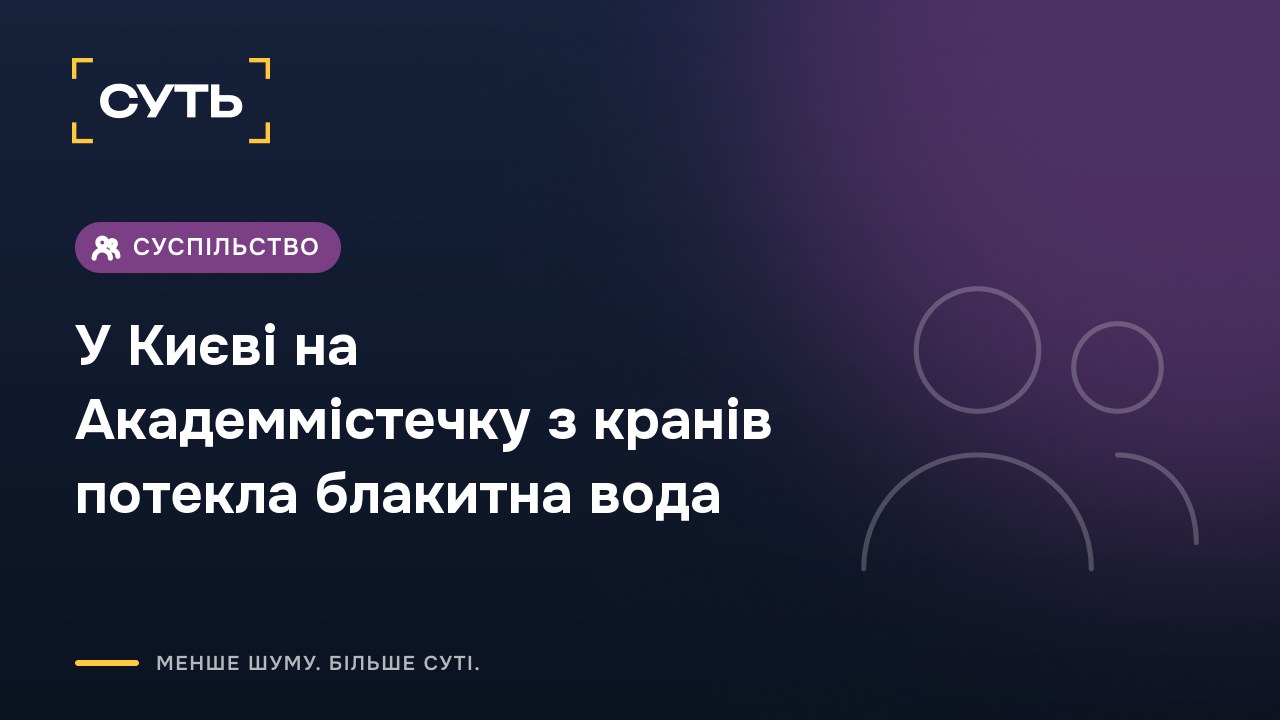 СУТЬ
СУСПІЛЬСТВО
У Києві на
Академмістечку з кранів
потекла блакитна вода
МЕНШЕ ШУМУ. БІЛЬШЕ СУТІ.